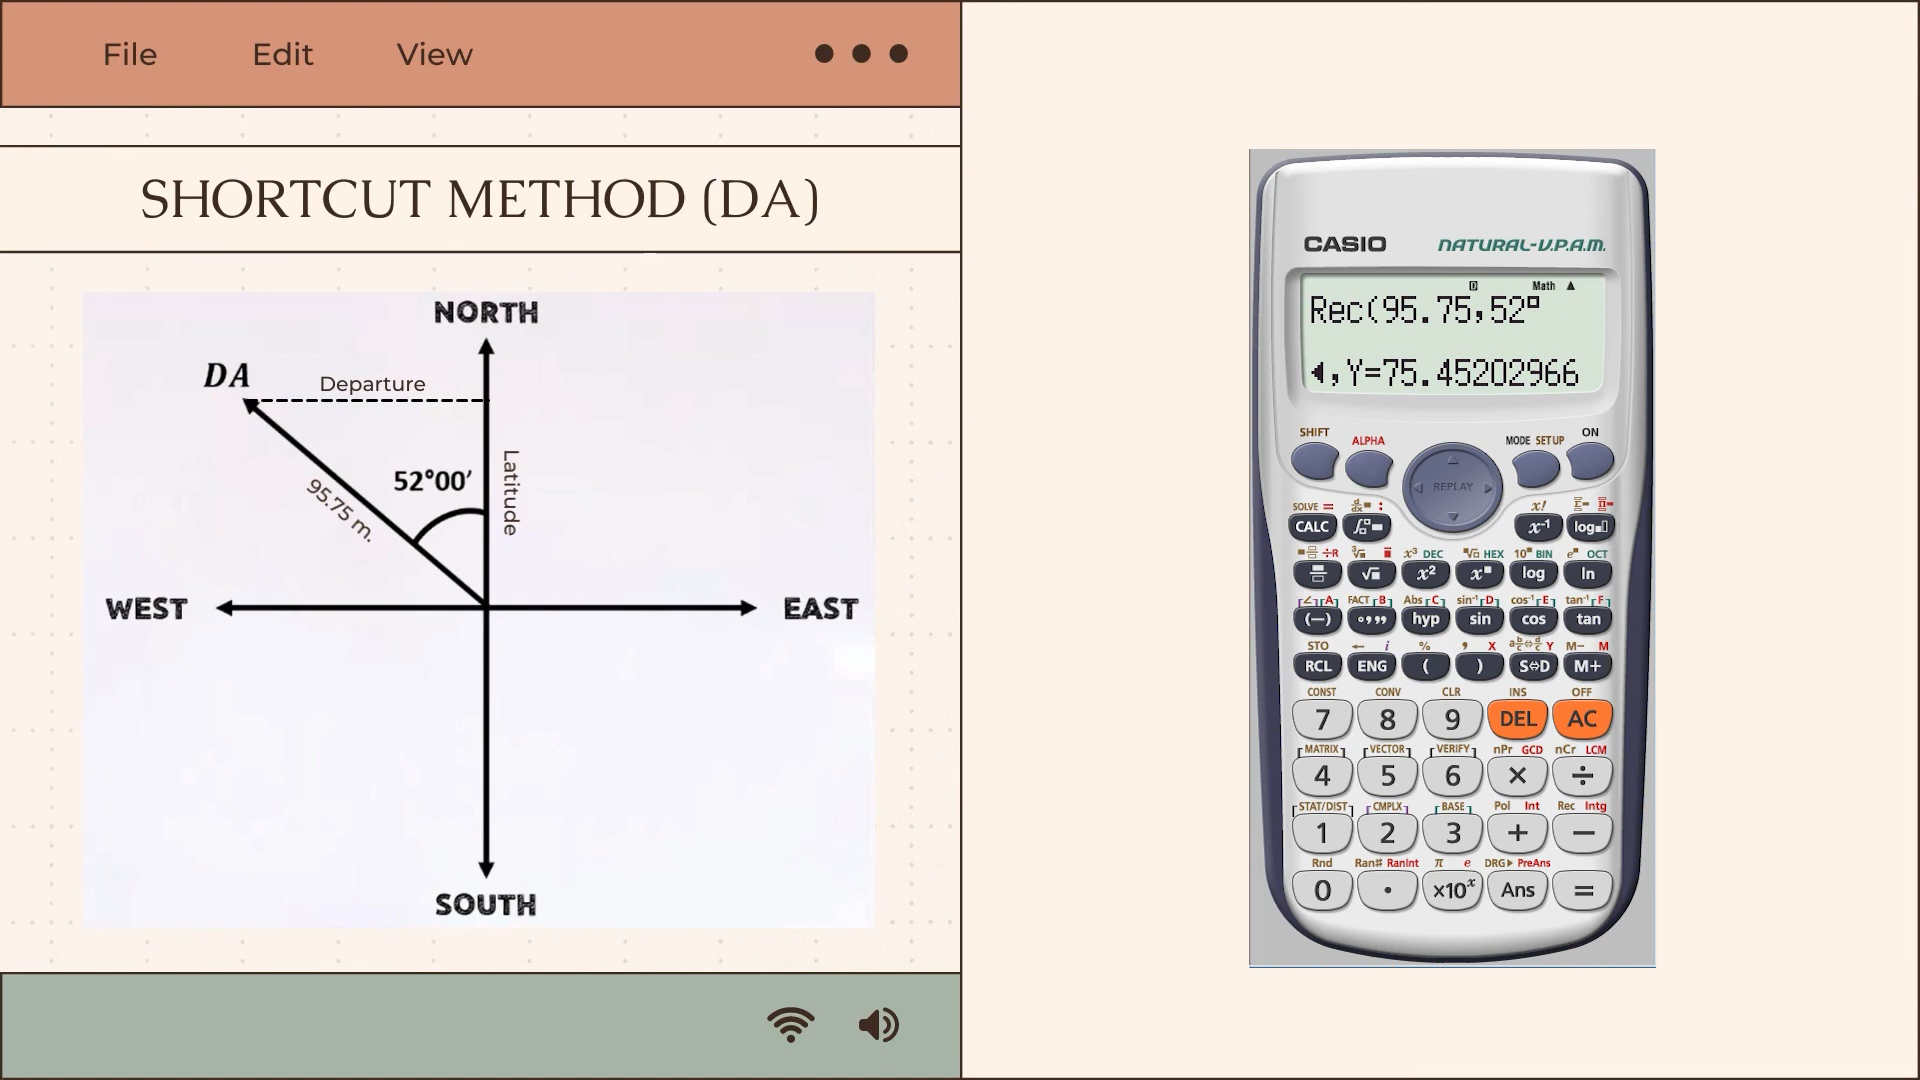 File Edit View
SHORTCUT METHOD (DA)
NORTH
DA
Departure
52°00’
Latitude
95.75 m.
WEST
EAST
SOUTH
CASIO NATURAL-V.P.A.M.
D Math ▲
Rec(95.75,52°
◀,Y=75.45202966
SHIFT ALPHA MODE SETUP ON
REPLAY
SOLVE = d/dx : x! Σ Π
CALC ∫ x⁻¹ log
÷R ³√ x³ DEC √ HEX 10 BIN e OCT
√ x² x log ln
∠ A FACT B Abs C sin⁻¹ D cos⁻¹ E tan⁻¹ F
(−) °’’’ hyp sin cos tan
STO ← i % , X a b/c⇔d/c Y M− M
RCL ENG ( ) S⇔D M+
CONST CONV CLR INS OFF
7 8 9 DEL AC
MATRIX VECTOR VERIFY nPr GCD nCr LCM
4 5 6 × ÷
STAT/DIST CMPLX BASE Pol Int Rec Intg
1 2 3 + −
Rnd Ran# RanInt π e DRG▶ PreAns
0 . ×10ˣ Ans =